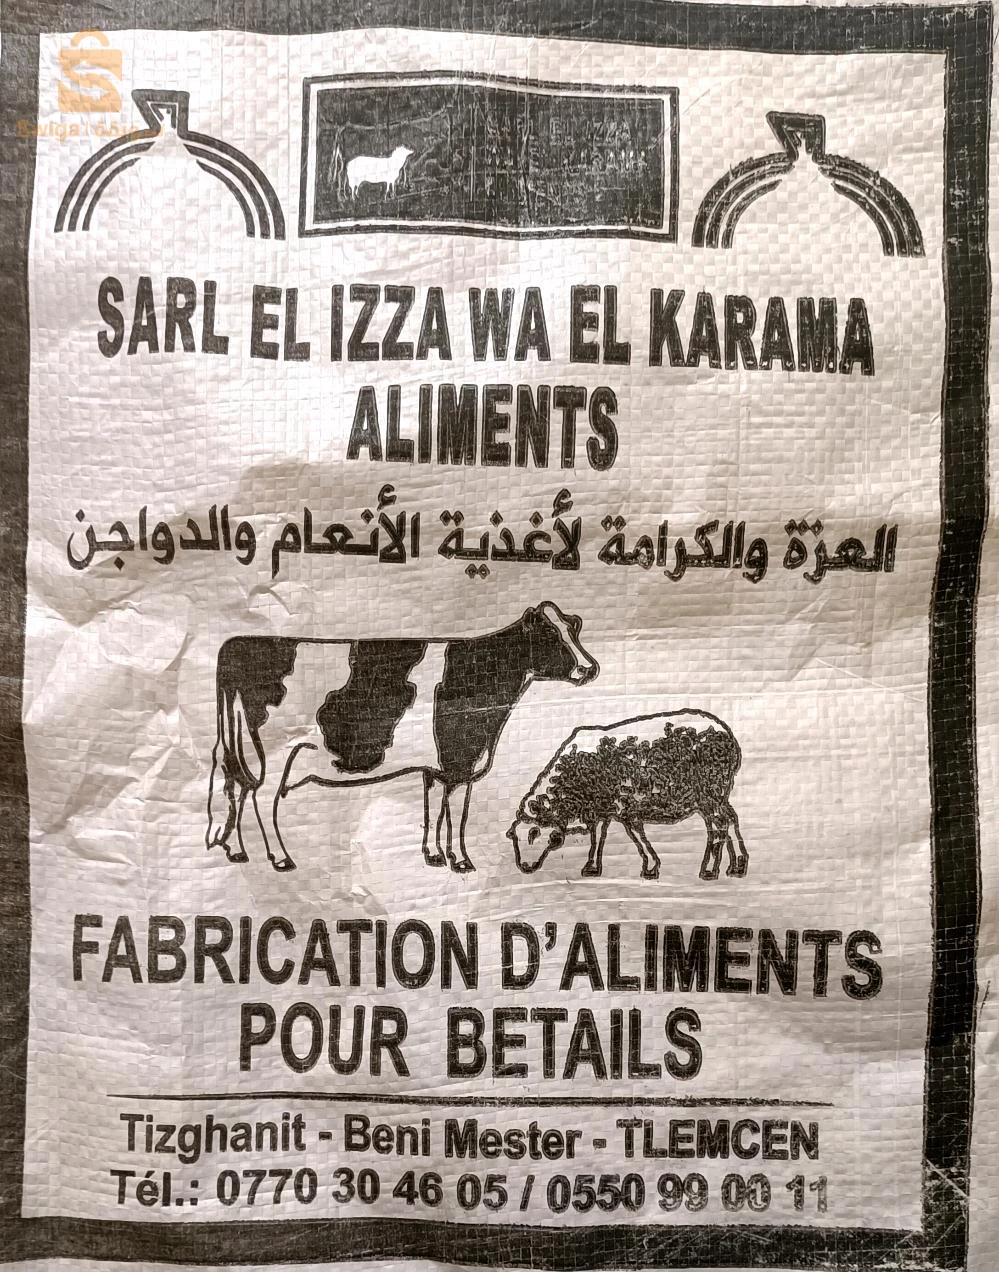 SARL EL IZZA WA EL KARAMA
ALIMENTS
العزة والكرامة لأغذية الأنعام والدواجن
FABRICATION D'ALIMENTS
POUR BETAILS
Tizghanit - Beni Mester - TLEMCEN
Tél.: 0770 30 46 05 / 0550 99 00 11